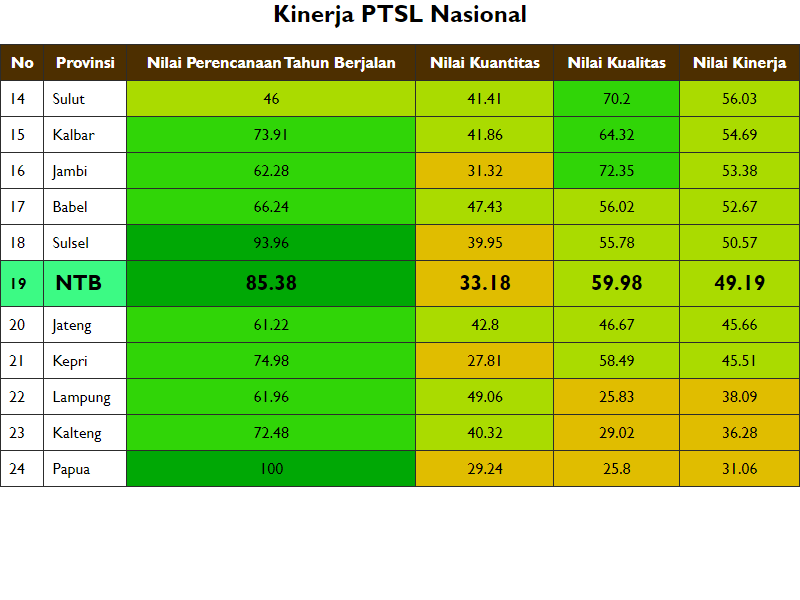 Kinerja PTSL Nasional
No Provinsi Nilai Perencanaan Tahun Berjalan Nilai Kuantitas Nilai Kualitas Nilai Kinerja
14 Sulut 46 41.41 70.2 56.03
15 Kalbar 73.91 41.86 64.32 54.69
16 Jambi 62.28 31.32 72.35 53.38
17 Babel 66.24 47.43 56.02 52.67
18 Sulsel 93.96 39.95 55.78 50.57
19 NTB 85.38 33.18 59.98 49.19
20 Jateng 61.22 42.8 46.67 45.66
21 Kepri 74.98 27.81 58.49 45.51
22 Lampung 61.96 49.06 25.83 38.09
23 Kalteng 72.48 40.32 29.02 36.28
24 Papua 100 29.24 25.8 31.06